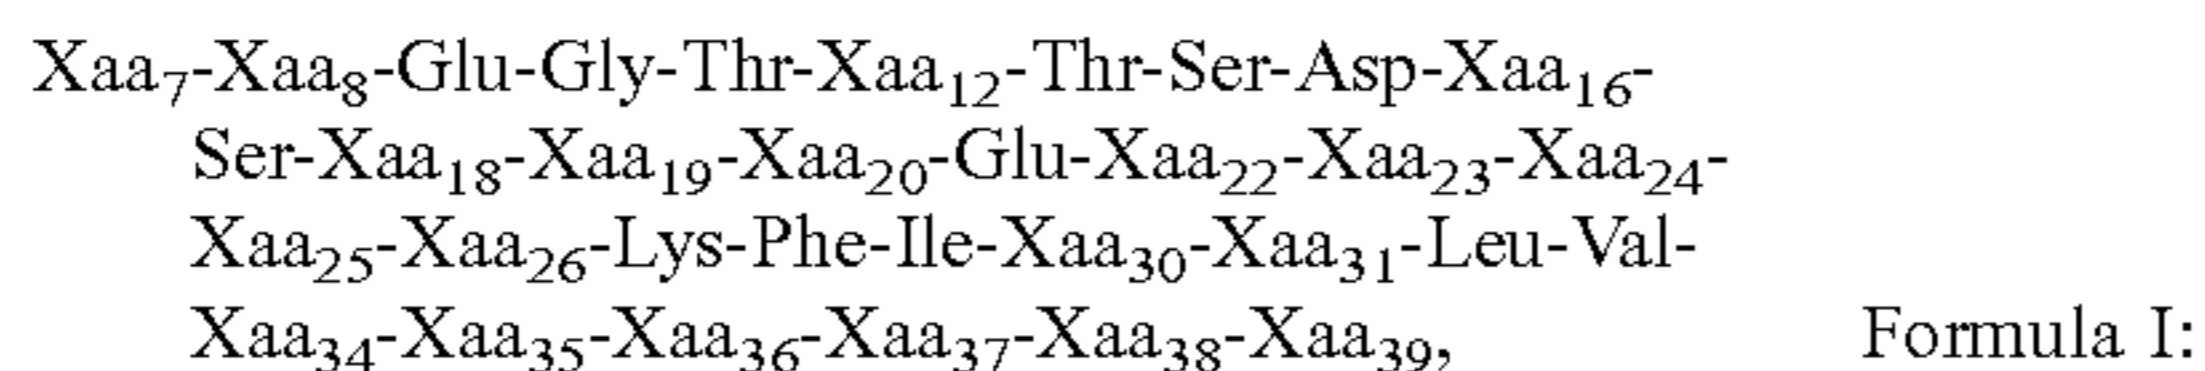 Xaa₇-Xaa₈-Glu-Gly-Thr-Xaa₁₂-Thr-Ser-Asp-Xaa₁₆-
Ser-Xaa₁₈-Xaa₁₉-Xaa₂₀-Glu-Xaa₂₂-Xaa₂₃-Xaa₂₄-
Xaa₂₅-Xaa₂₆-Lys-Phe-Ile-Xaa₃₀-Xaa₃₁-Leu-Val-
Xaa₃₄-Xaa₃₅-Xaa₃₆-Xaa₃₇-Xaa₃₈-Xaa₃₉, Formula I: